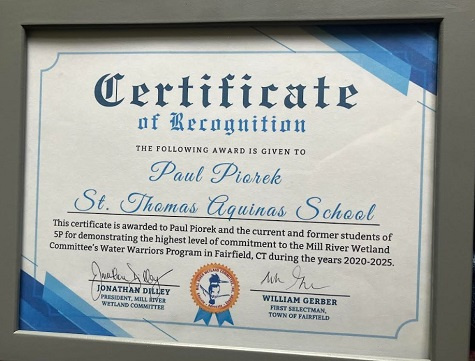 Certificate
of Recognition
THE FOLLOWING AWARD IS GIVEN TO
Paul Piorek
St. Thomas Aquinas School
This certificate is awarded to Paul Piorek and the current and former students of
5P for demonstrating the highest level of commitment to the Mill River Wetland
Committee's Water Warriors Program in Fairfield, CT during the years 2020-2025.
JONATHAN DILLEY
PRESIDENT, MILL RIVER
WETLAND COMMITTEE
WILLIAM GERBER
FIRST SELECTMAN,
TOWN OF FAIRFIELD